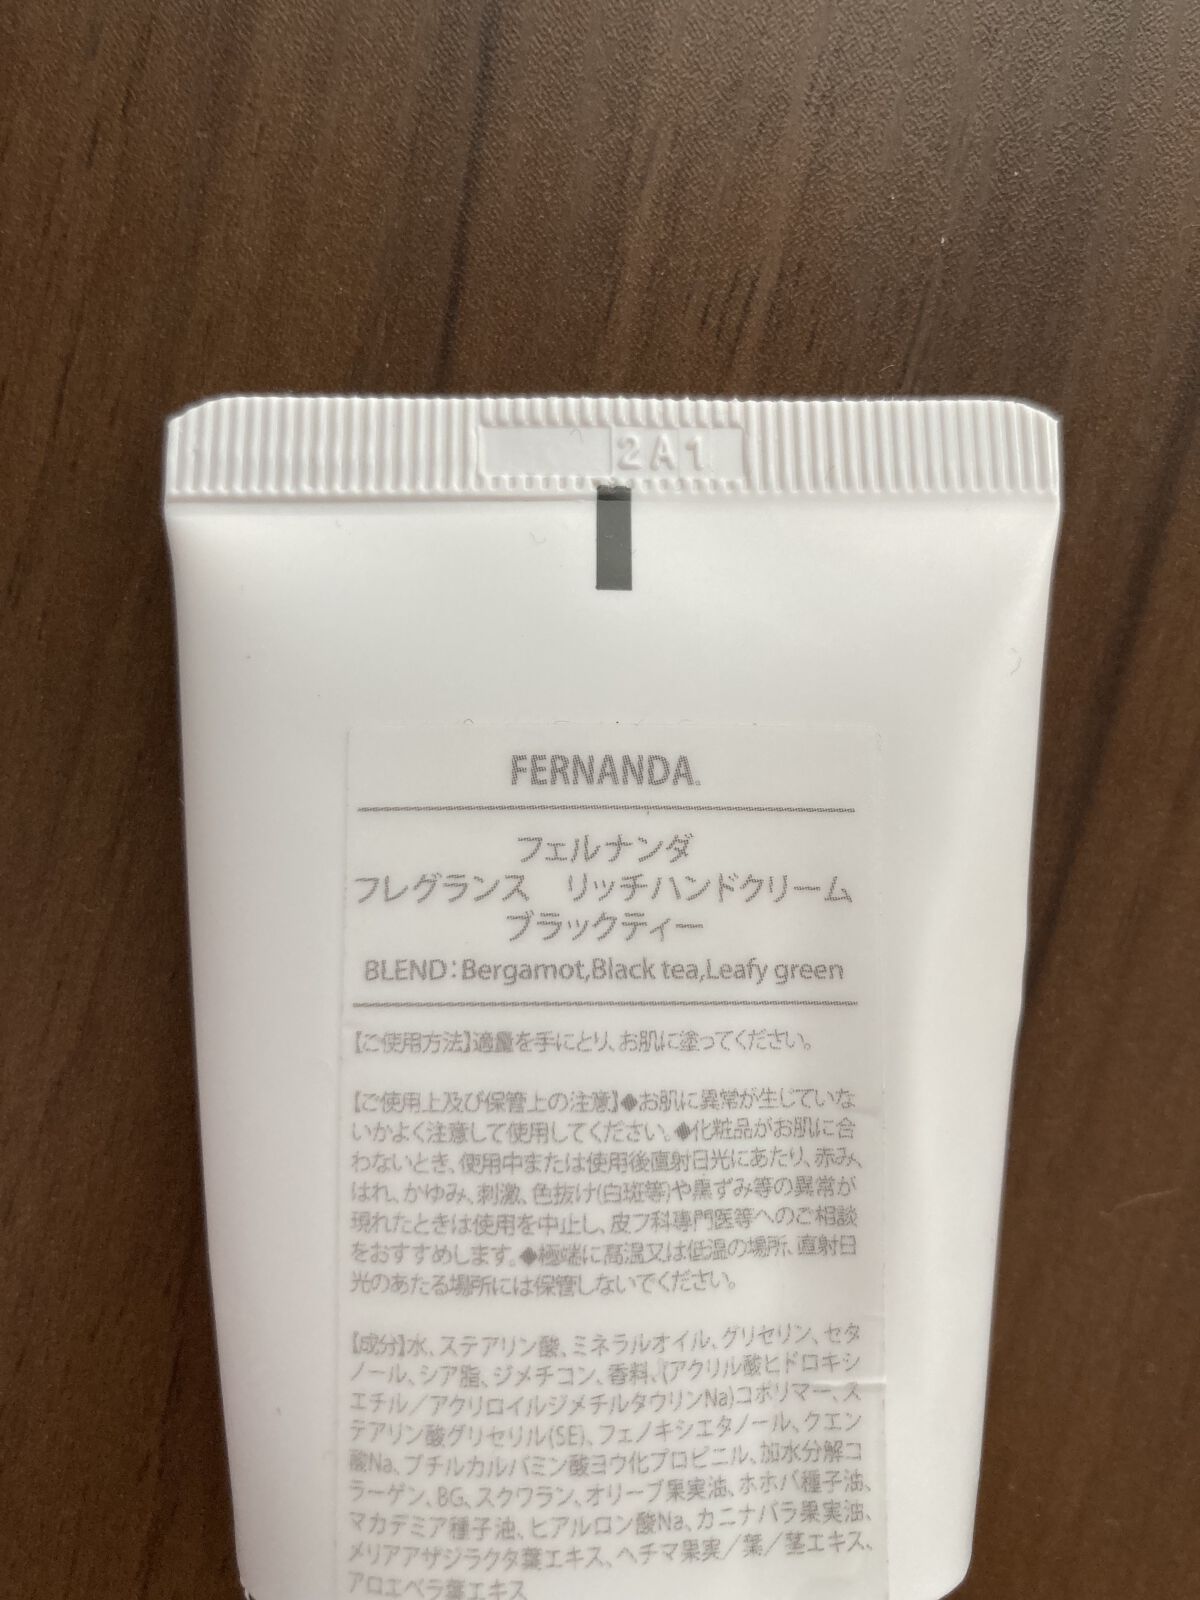 2A1
FERNANDA.
フェルナンダ
フレグランス　リッチハンドクリーム
ブラックティー
BLEND:Bergamot,Black tea,Leafy green
【ご使用方法】適量を手にとり、お肌に塗ってください。
【ご使用上及び保管上の注意】◆お肌に異常が生じていな
いかよく注意して使用してください。◆化粧品がお肌に合
わないとき、使用中または使用後直射日光にあたり、赤み、
はれ、かゆみ、刺激、色抜け(白斑等)や黒ずみ等の異常が
現れたときは使用を中止し、皮フ科専門医等へのご相談
をおすすめします。◆極端に高温又は低温の場所、直射日
光のあたる場所には保管しないでください。
【成分】水、ステアリン酸、ミネラルオイル、グリセリン、セタ
ノール、シア脂、ジメチコン、香料、(アクリル酸ヒドロキシ
エチル／アクリロイルジメチルタウリンNa)コポリマー、ス
テアリン酸グリセリル(SE)、フェノキシエタノール、クエン
酸Na、ブチルカルバミン酸ヨウ化プロピニル、加水分解コ
ラーゲン、BG、スクワラン、オリーブ果実油、ホホバ種子油、
マカデミア種子油、ヒアルロン酸Na、カニナバラ果実油、
メリアアザジラクタ葉エキス、ヘチマ果実／葉／茎エキス、
アロエベラ葉エキス